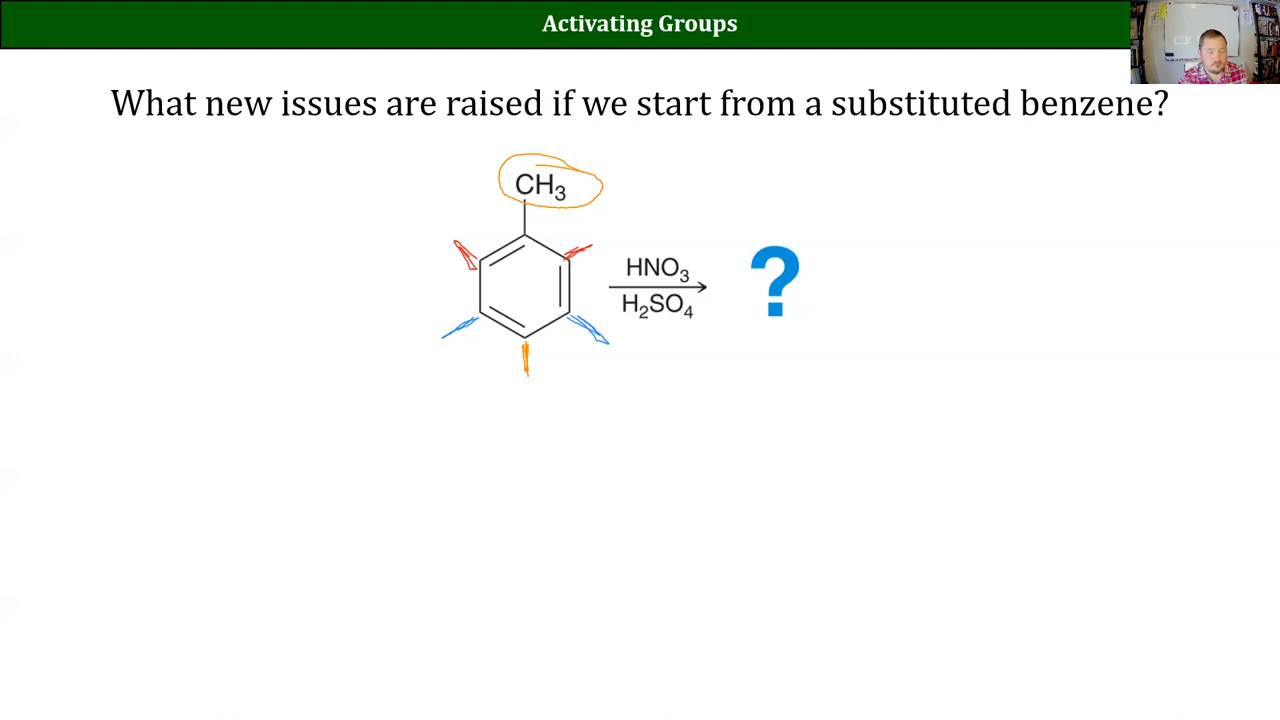 Activating Groups
What new issues are raised if we start from a substituted benzene?
CH₃
HNO₃
H₂SO₄
?